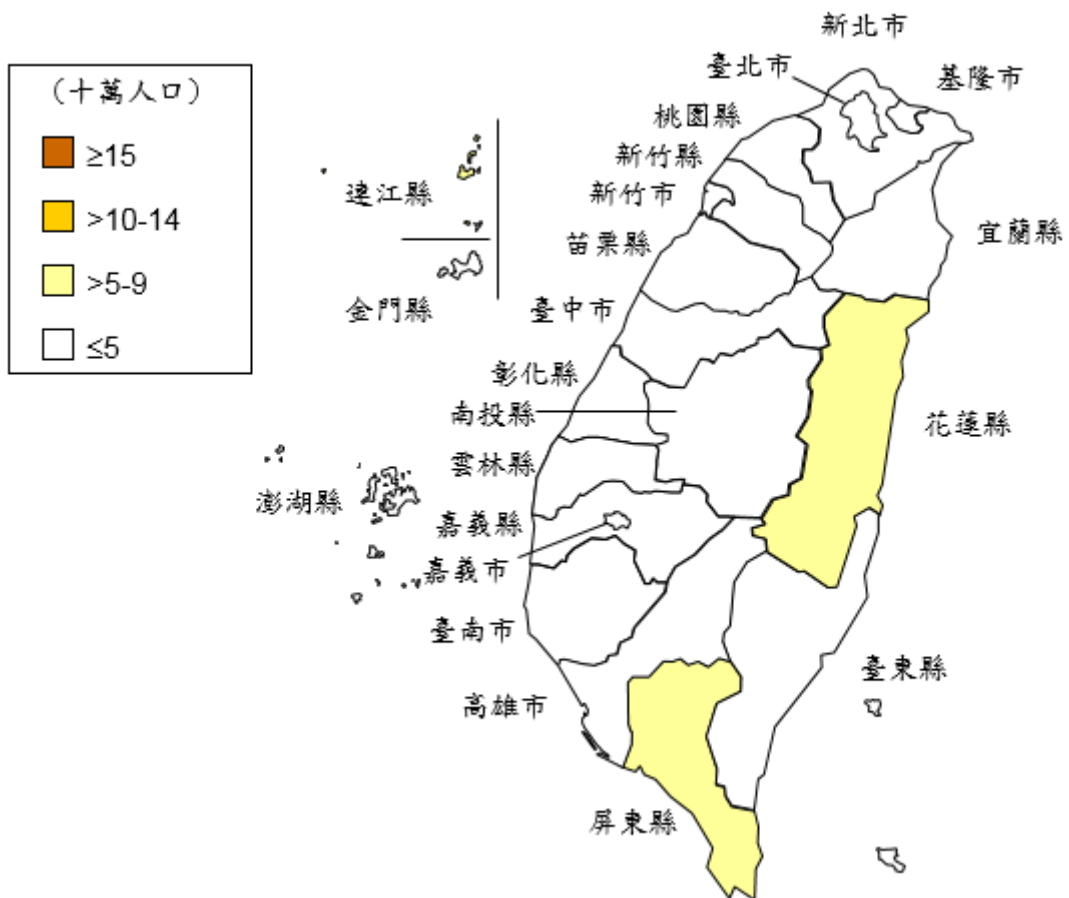 （十萬人口）
≥15
>10-14
>5-9
≤5
新北市
臺北市
基隆市
桃園縣
新竹縣
新竹市
苗栗縣
宜蘭縣
連江縣
金門縣
臺中市
彰化縣
南投縣
花蓮縣
雲林縣
澎湖縣
嘉義縣
嘉義市
臺南市
臺東縣
高雄市
屏東縣